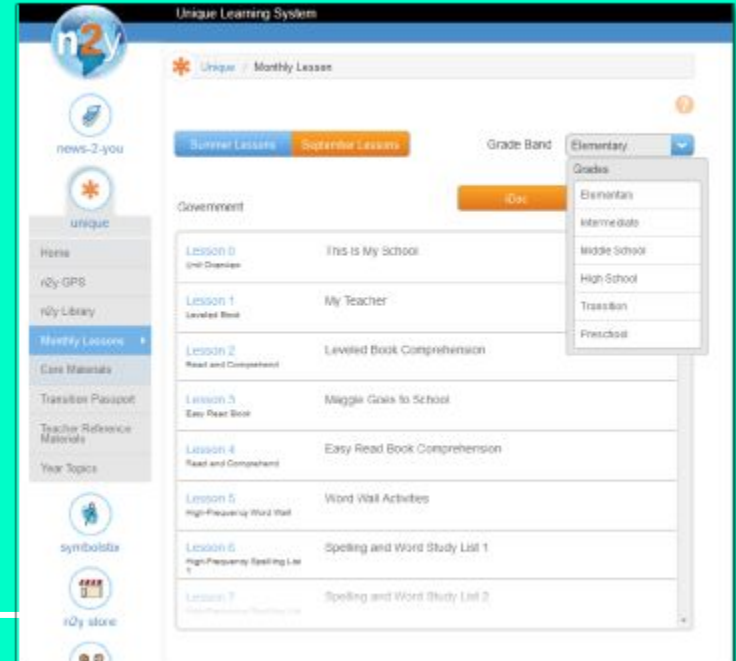 Unique Learning System
n2y
Unique / Monthly Lesson
news-2-you
?
Summer Lessons
September Lessons
Grade Band
Elementary
Grades
Elementary
Intermediate
Middle School
High School
Transition
Preschool
unique
Home
n2y GPS
n2y Library
Monthly Lessons
Core Materials
Transition Passport
Teacher Reference
Materials
Year Topics
symbolstix
n2y store
Government
iDoc
Lesson 0
This Is My School
Unit Overview
Lesson 1
My Teacher
Leveled Book
Lesson 2
Leveled Book Comprehension
Read and Comprehend
Lesson 3
Maggie Goes to School
Easy Read Book
Lesson 4
Easy Read Book Comprehension
Read and Comprehend
Lesson 5
Word Wall Activities
High-Frequency Word Wall
Lesson 6
Spelling and Word Study List 1
High-Frequency Spelling List
1
Lesson 7
Spelling and Word Study List 2